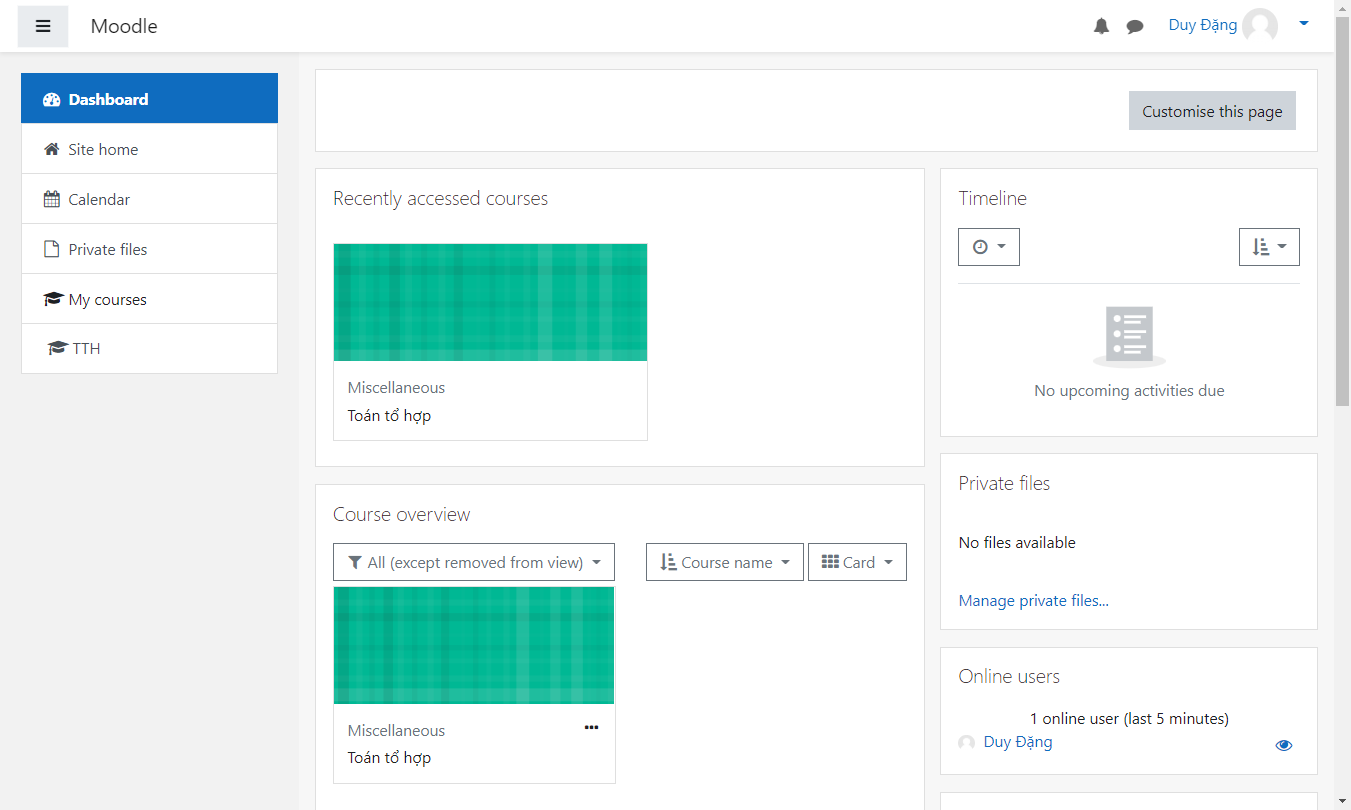 Moodle
Duy Đặng
Dashboard
Site home
Calendar
Private files
My courses
TTH
Customise this page
Recently accessed courses
Miscellaneous
Toán tổ hợp
Course overview
All (except removed from view)
Course name
Card
Miscellaneous
Toán tổ hợp
Timeline
No upcoming activities due
Private files
No files available
Manage private files...
Online users
1 online user (last 5 minutes)
Duy Đặng